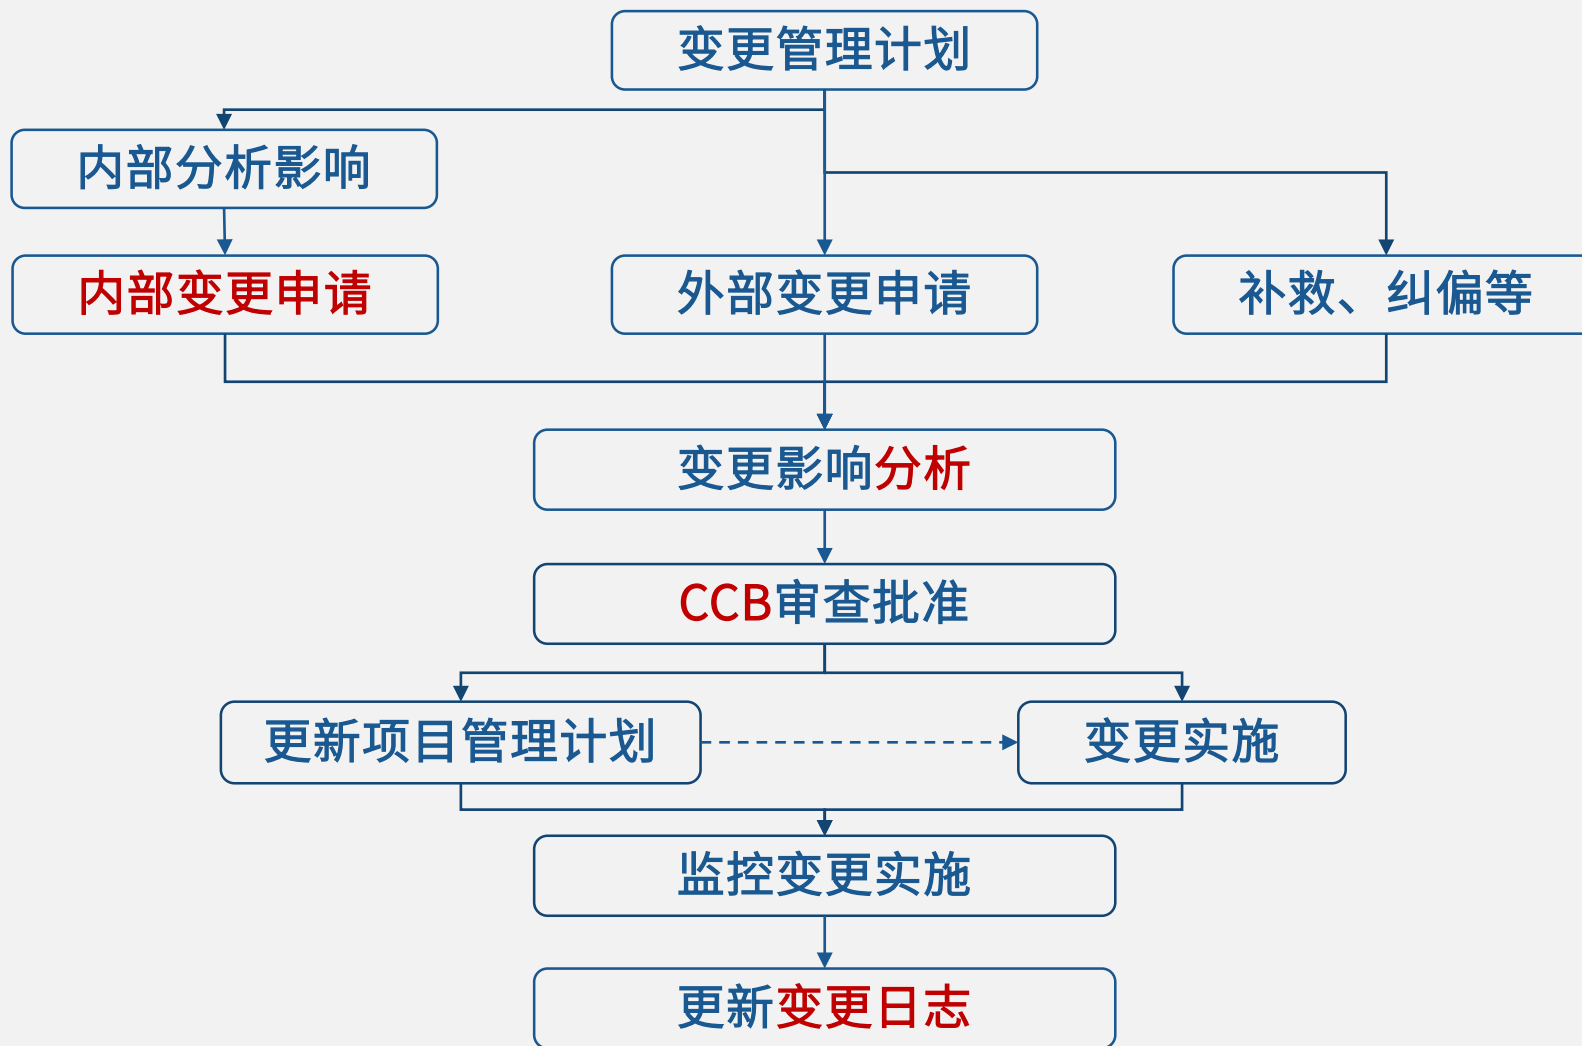 变更管理计划
内部分析影响
内部变更申请
外部变更申请
补救、纠偏等
变更影响分析
CCB审查批准
更新项目管理计划
变更实施
监控变更实施
更新变更日志